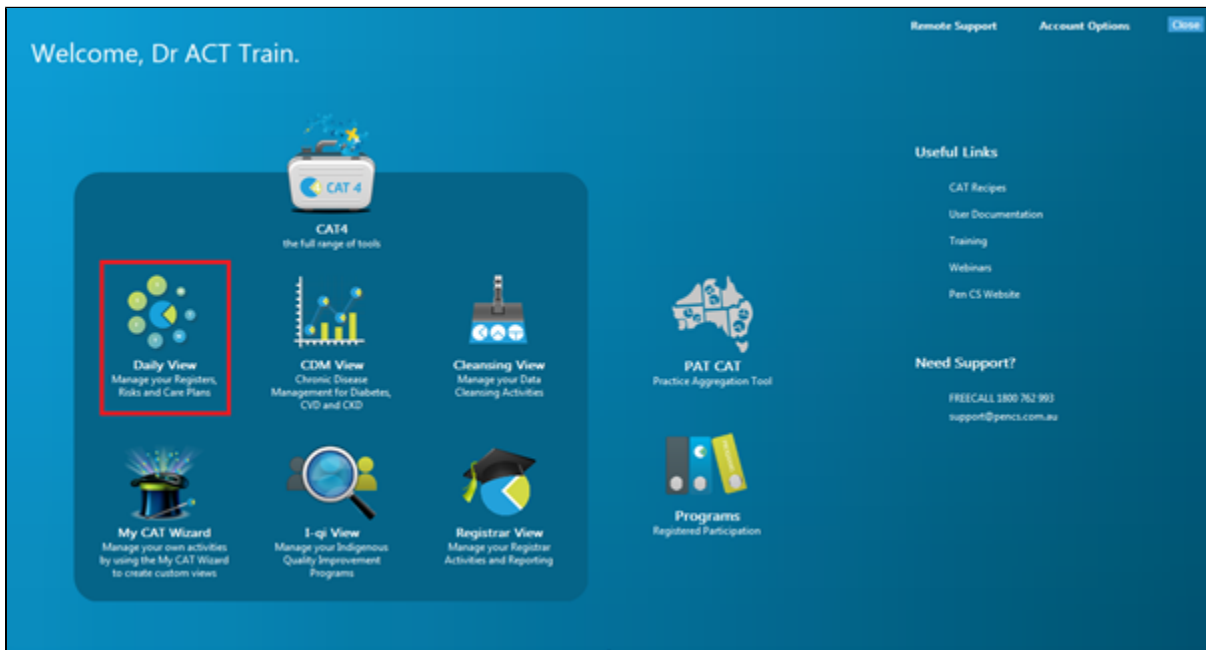 Remote Support
Account Options
Close
Welcome, Dr ACT Train.
4 CAT 4
CAT4
the full range of tools
Daily View
Manage your Registers,
Risks and Care Plans
CDM View
Chronic Disease
Management for Diabetes,
CVD and CKD
Cleansing View
Manage your Data
Cleansing Activities
My CAT Wizard
Manage your own activities
by using the My CAT Wizard
to create custom views
I-qi View
Manage your Indigenous
Quality Improvement
Programs
Registrar View
Manage your Registrar
Activities and Reporting
PAT CAT
Practice Aggregation Tool
Programs
Registered Participation
Useful Links
CAT Recipes
User Documentation
Training
Webinars
Pen CS Website
Need Support?
FREECALL 1800 762 993
support@pencs.com.au